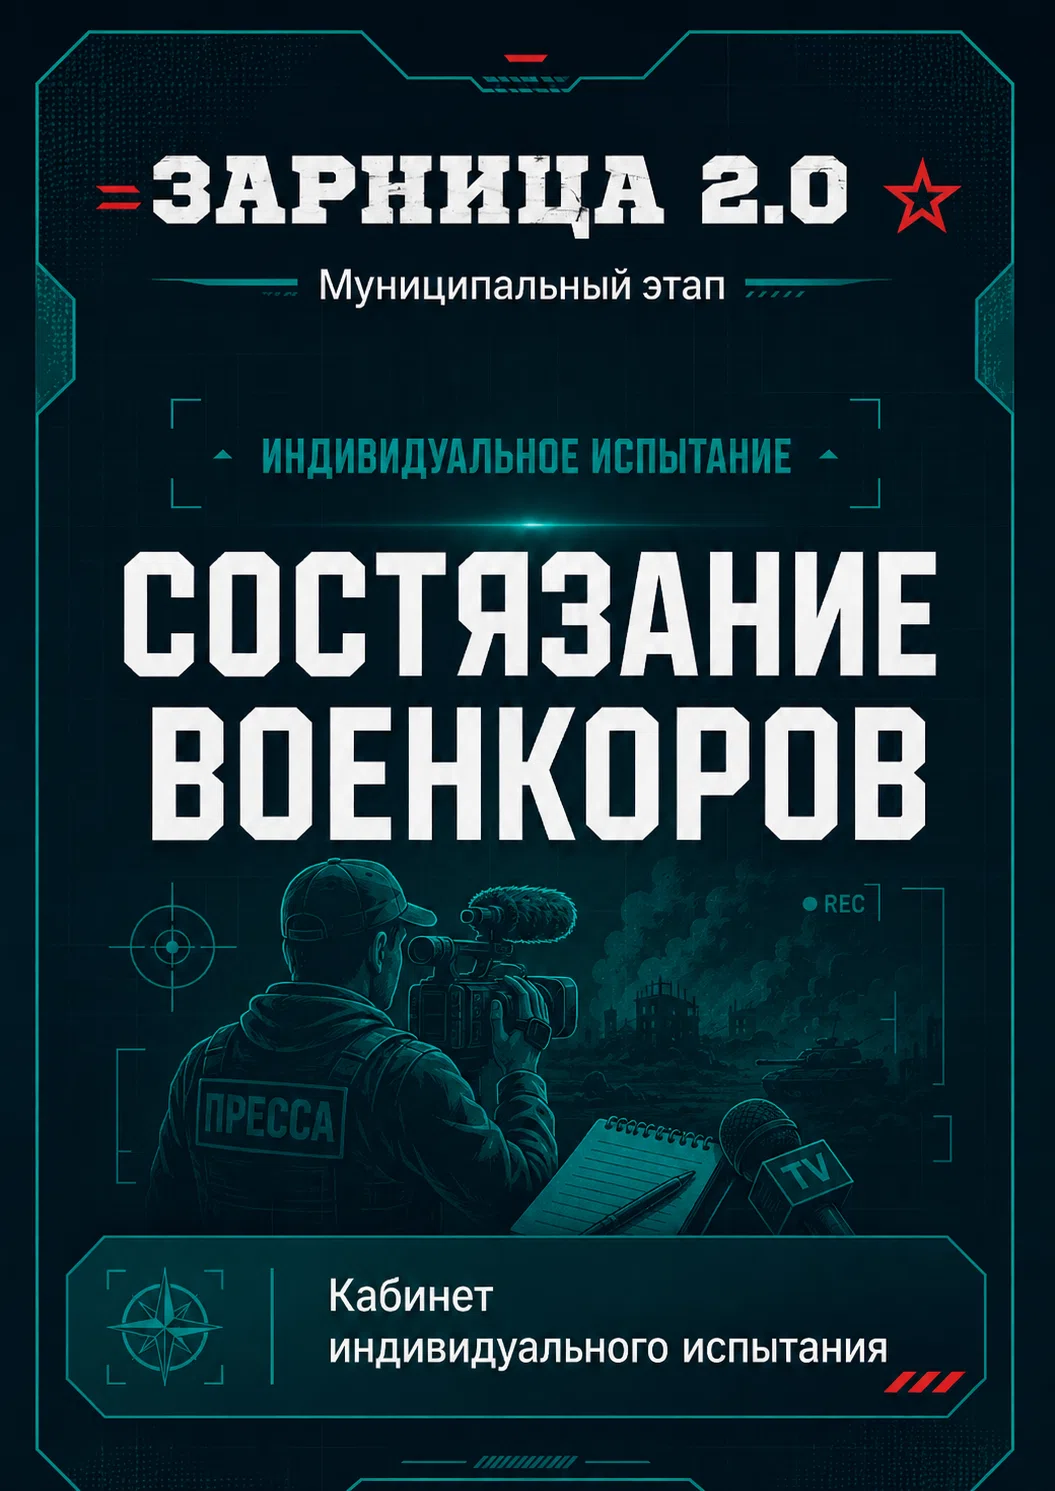 ЗАРНИЦА 2.0
Муниципальный этап
ИНДИВИДУАЛЬНОЕ ИСПЫТАНИЕ
СОСТЯЗАНИЕ
ВОЕНКОРОВ
REC
ПРЕССА
TV
Кабинет
индивидуального испытания